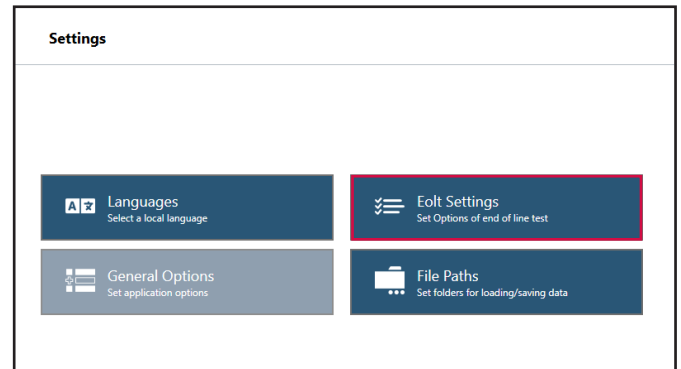 Settings
Languages
Select a local language
Eolt Settings
Set Options of end of line test
General Options
Set application options
File Paths
Set folders for loading/saving data